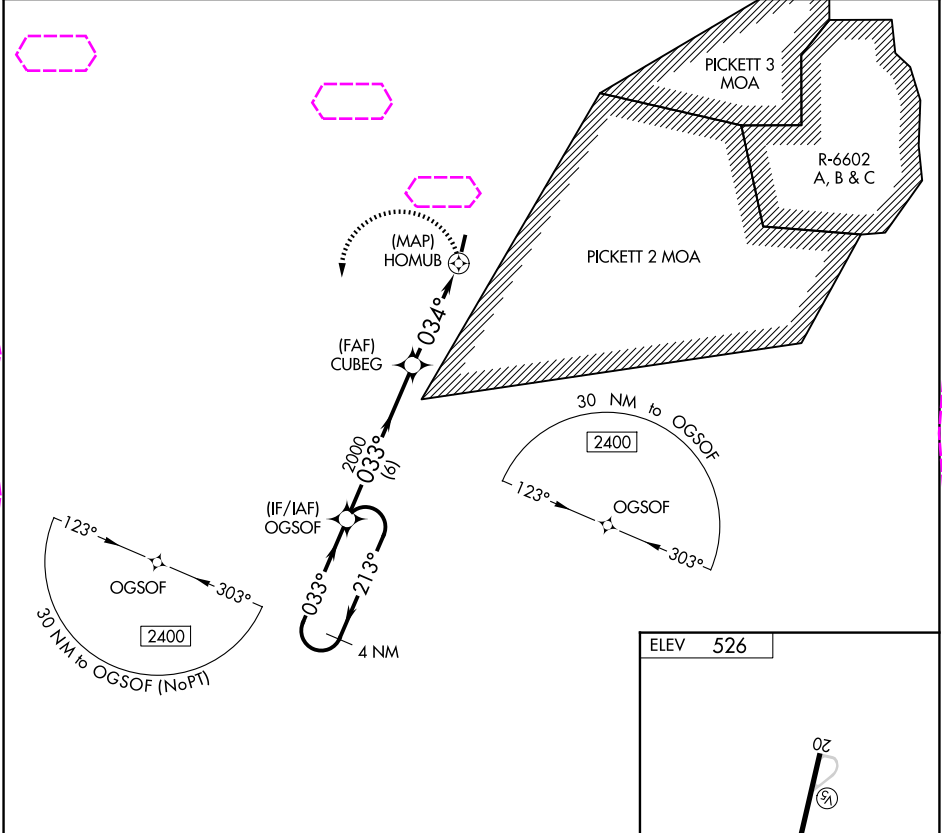 PICKETT 3
MOA
R-6602
A, B & C
PICKETT 2 MOA
(MAP)
HOMUB
034°
(FAF)
CUBEG
2000
033°
(6)
(IF/IAF)
OGSOF
033°
213°
4 NM
30 NM to OGSOF
2400
123°
OGSOF
303°
123°
OGSOF
303°
2400
30 NM to OGSOF (NoPT)
ELEV 526
20
V5